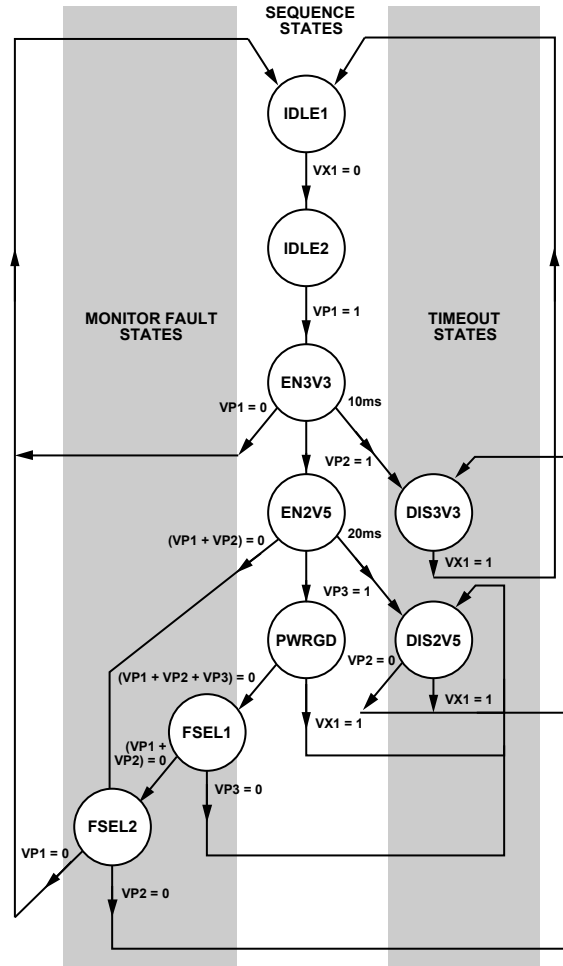 SEQUENCE
STATES
IDLE1
VX1 = 0
IDLE2
VP1 = 1
MONITOR FAULT
STATES
TIMEOUT
STATES
EN3V3
VP1 = 0
10ms
VP2 = 1
DIS3V3
EN2V5
(VP1 + VP2) = 0
20ms
VX1 = 1
VP3 = 1
PWRGD
DIS2V5
VP2 = 0
(VP1 + VP2 + VP3) = 0
VX1 = 1
VX1 = 1
FSEL1
(VP1 +
VP2) = 0
VP3 = 0
FSEL2
VP1 = 0
VP2 = 0